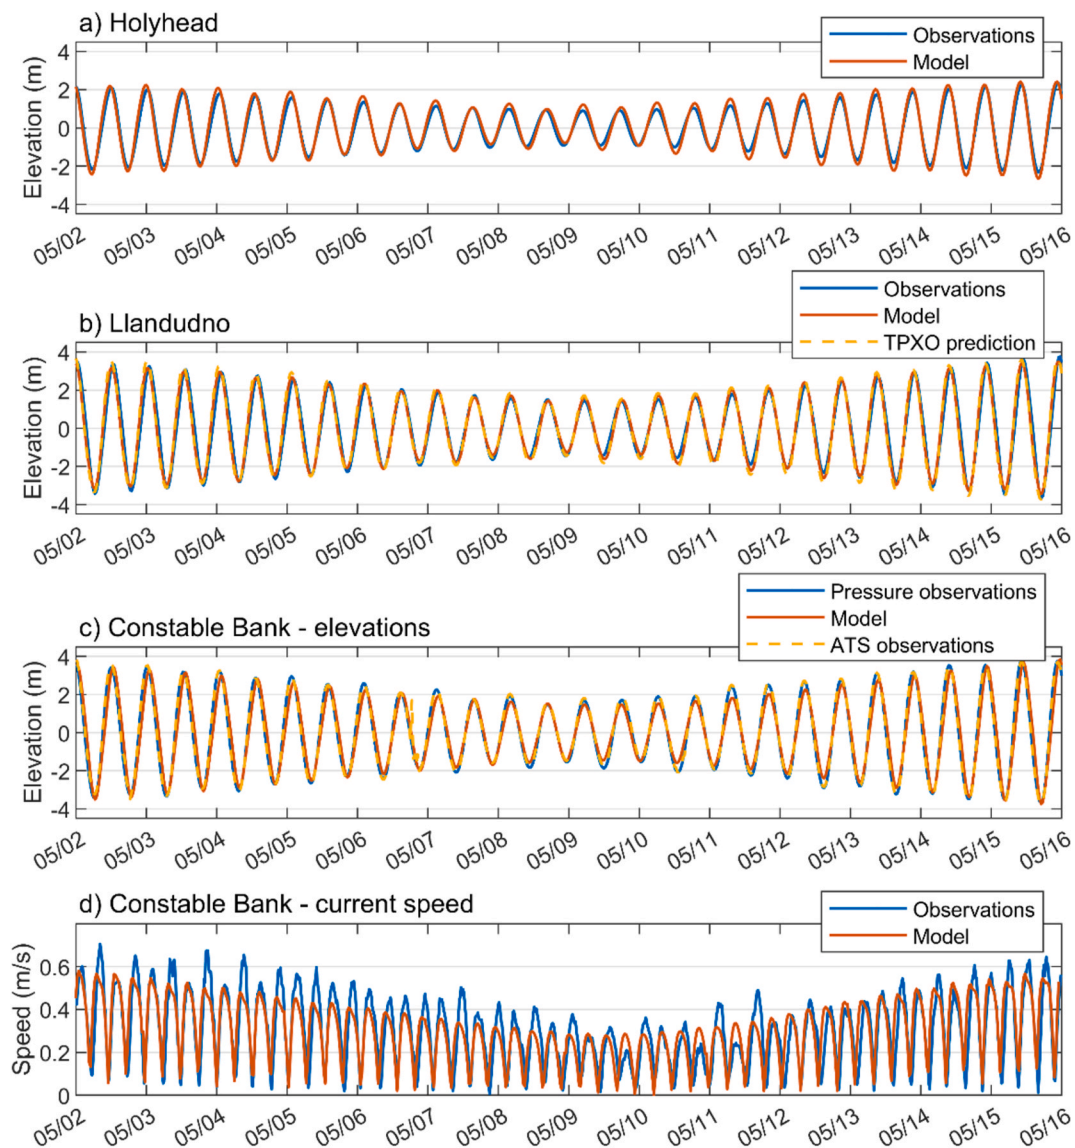 a) Holyhead
Observations
Model
Elevation (m)
4
2
0
-2
-4
05/02 05/03 05/04 05/05 05/06 05/07 05/08 05/09 05/10 05/11 05/12 05/13 05/14 05/15 05/16
b) Llandudno
Observations
Model
TPXO prediction
Elevation (m)
4
2
0
-2
-4
05/02 05/03 05/04 05/05 05/06 05/07 05/08 05/09 05/10 05/11 05/12 05/13 05/14 05/15 05/16
c) Constable Bank - elevations
Pressure observations
Model
ATS observations
Elevation (m)
4
2
0
-2
-4
05/02 05/03 05/04 05/05 05/06 05/07 05/08 05/09 05/10 05/11 05/12 05/13 05/14 05/15 05/16
d) Constable Bank - current speed
Observations
Model
Speed (m/s)
0.6
0.4
0.2
0
05/02 05/03 05/04 05/05 05/06 05/07 05/08 05/09 05/10 05/11 05/12 05/13 05/14 05/15 05/16